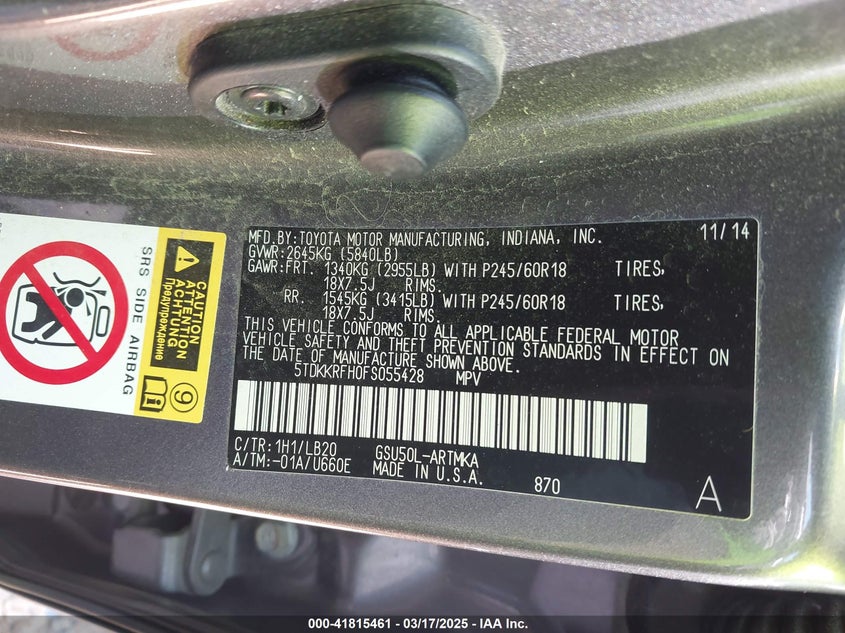 MFD.BY:TOYOTA MOTOR MANUFACTURING, INDIANA, INC. 11/14
GVWR:2645KG (5840LB)
GAWR:FRT. 1340KG (2955LB) WITH P245/60R18 TIRES,
18X7.5J RIMS.
RR. 1545KG (3415LB) WITH P245/60R18 TIRES,
18X7.5J RIMS.
THIS VEHICLE CONFORMS TO ALL APPLICABLE FEDERAL MOTOR
VEHICLE SAFETY AND THEFT PREVENTION STANDARDS IN EFFECT ON
THE DATE OF MANUFACTURE SHOWN ABOVE.
5TDKKRFH0FS055428 MPV
C/TR:1H1/LB20 GSU50L-ARTMKA
A/TM:-01A/U660E MADE IN U.S.A. 870 A
SRS SIDE AIRBAG
CAUTION
ATTENTION
ACHTUNG
Предупреждение
9
000-41815461 - 03/17/2025 - IAA Inc.